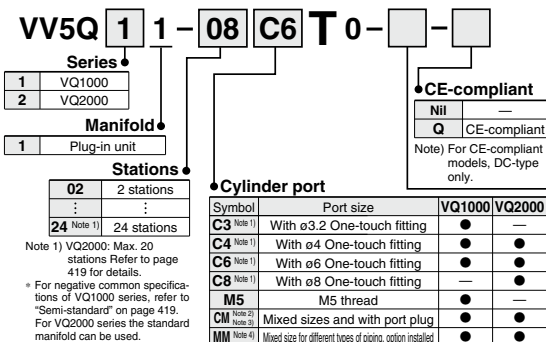 VV5Q 1 1 – 08 C6 T 0 – –
Series
1 VQ1000
2 VQ2000
Manifold
1 Plug-in unit
Stations
02 2 stations
⋮ ⋮
24 Note 1) 24 stations
Note 1) VQ2000: Max. 20
stations Refer to page
419 for details.
∗ For negative common specifica-
tions of VQ1000 series, refer to
"Semi-standard" on page 419.
For VQ2000 series the standard
manifold can be used.
CE-compliant
Nil —
Q CE-compliant
Note) For CE-compliant
models, DC-type
only.
Cylinder port
Symbol Port size VQ1000 VQ2000
C3 Note 1) With ø3.2 One-touch fitting ● —
C4 Note 1) With ø4 One-touch fitting ● ●
C6 Note 1) With ø6 One-touch fitting ● ●
C8 Note 1) With ø8 One-touch fitting — ●
M5 M5 thread ● —
CM Note 2) Note 3) Mixed sizes and with port plug ● ●
MM Note 4) Mixed size for different types of piping, option installed ● ●